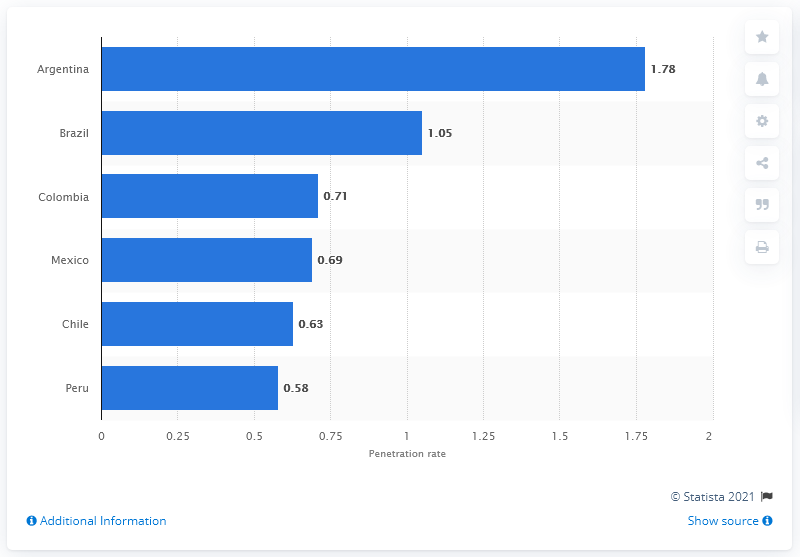 Argentina 1.78
Brazil 1.05
Colombia 0.71
Mexico 0.69
Chile 0.63
Peru 0.58
0 0.25 0.5 0.75 1 1.25 1.5 1.75 2
Penetration rate
© Statista 2021
Additional Information Show source